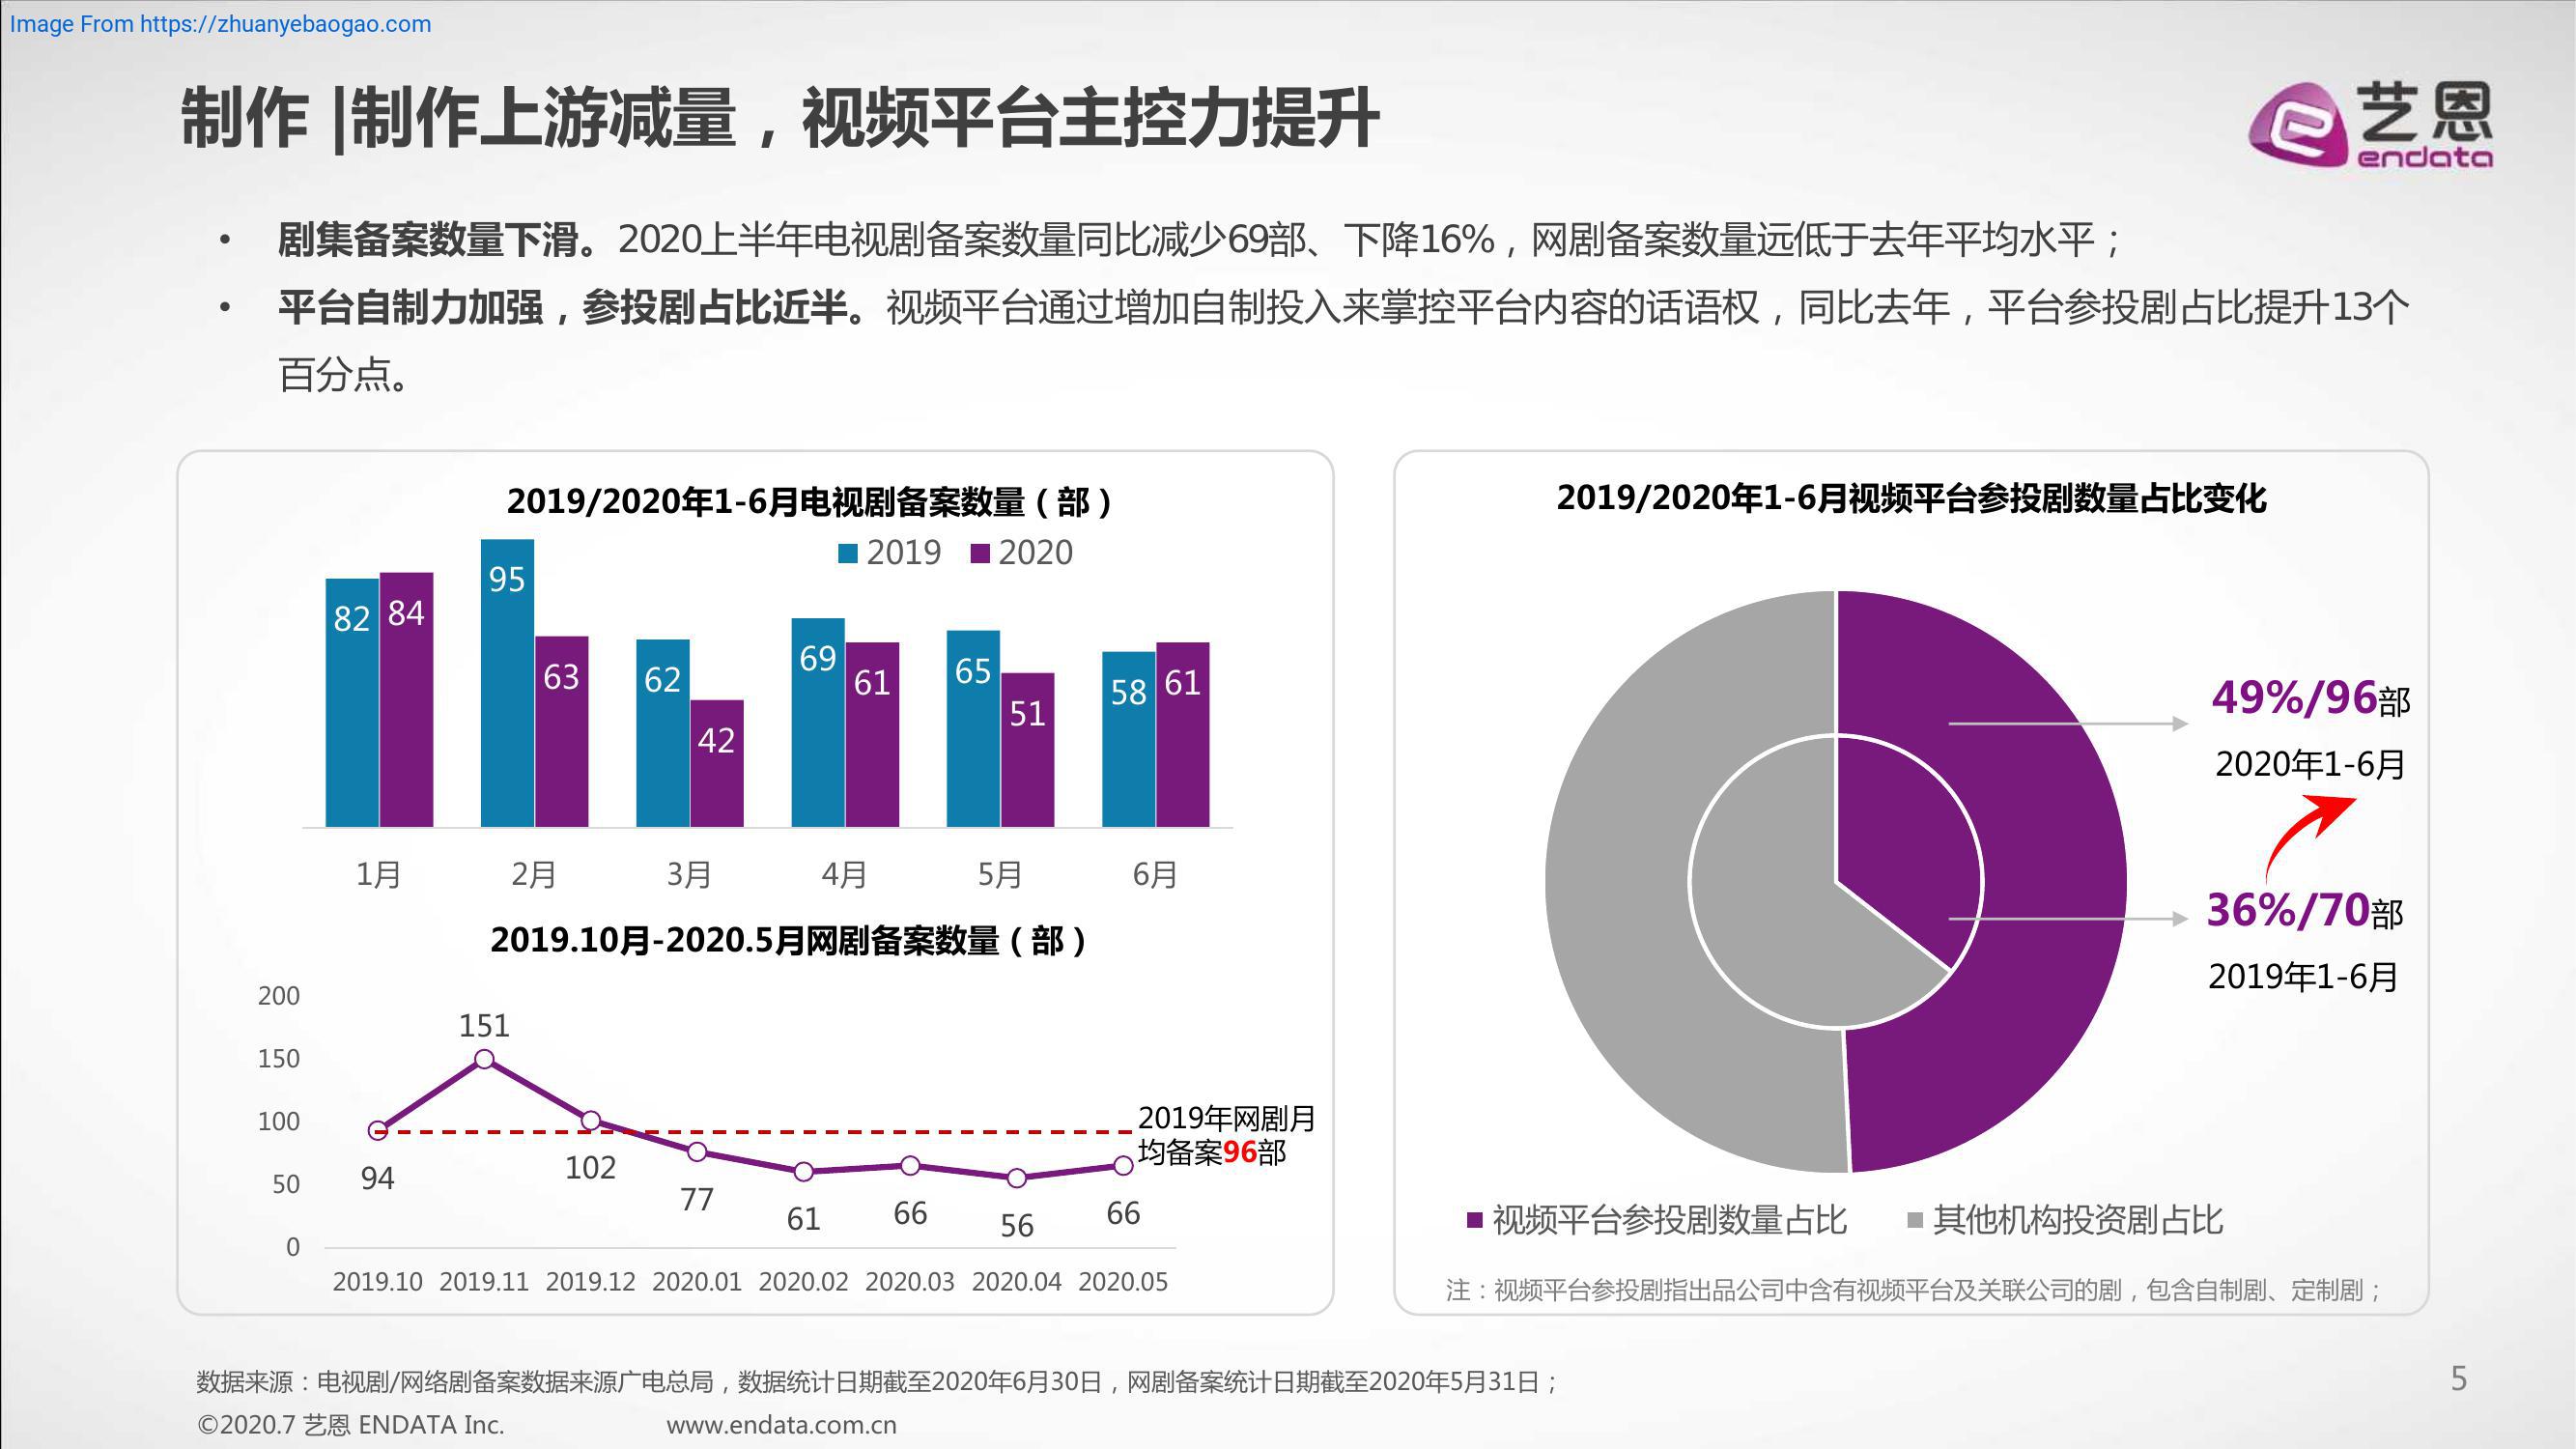 Image From https://zhuanyebaogao.com
制作 |制作上游减量，视频平台主控力提升
艺恩
endata
• 剧集备案数量下滑。2020上半年电视剧备案数量同比减少69部、下降16%，网剧备案数量远低于去年平均水平；
• 平台自制力加强，参投剧占比近半。视频平台通过增加自制投入来掌控平台内容的话语权，同比去年，平台参投剧占比提升13个
百分点。
2019/2020年1-6月电视剧备案数量（部）
2019 2020
82 84 95 63 62 42 69 61 65 51 58 61
1月 2月 3月 4月 5月 6月
2019.10月-2020.5月网剧备案数量（部）
200
150
100
50
0
94 151 102 77 61 66 56 66
2019年网剧月
均备案96部
2019.10 2019.11 2019.12 2020.01 2020.02 2020.03 2020.04 2020.05
2019/2020年1-6月视频平台参投剧数量占比变化
49%/96部
2020年1-6月
36%/70部
2019年1-6月
视频平台参投剧数量占比 其他机构投资剧占比
注：视频平台参投剧指出品公司中含有视频平台及关联公司的剧，包含自制剧、定制剧；
数据来源：电视剧/网络剧备案数据来源广电总局，数据统计日期截至2020年6月30日，网剧备案统计日期截至2020年5月31日；
5
©2020.7 艺恩 ENDATA Inc. www.endata.com.cn